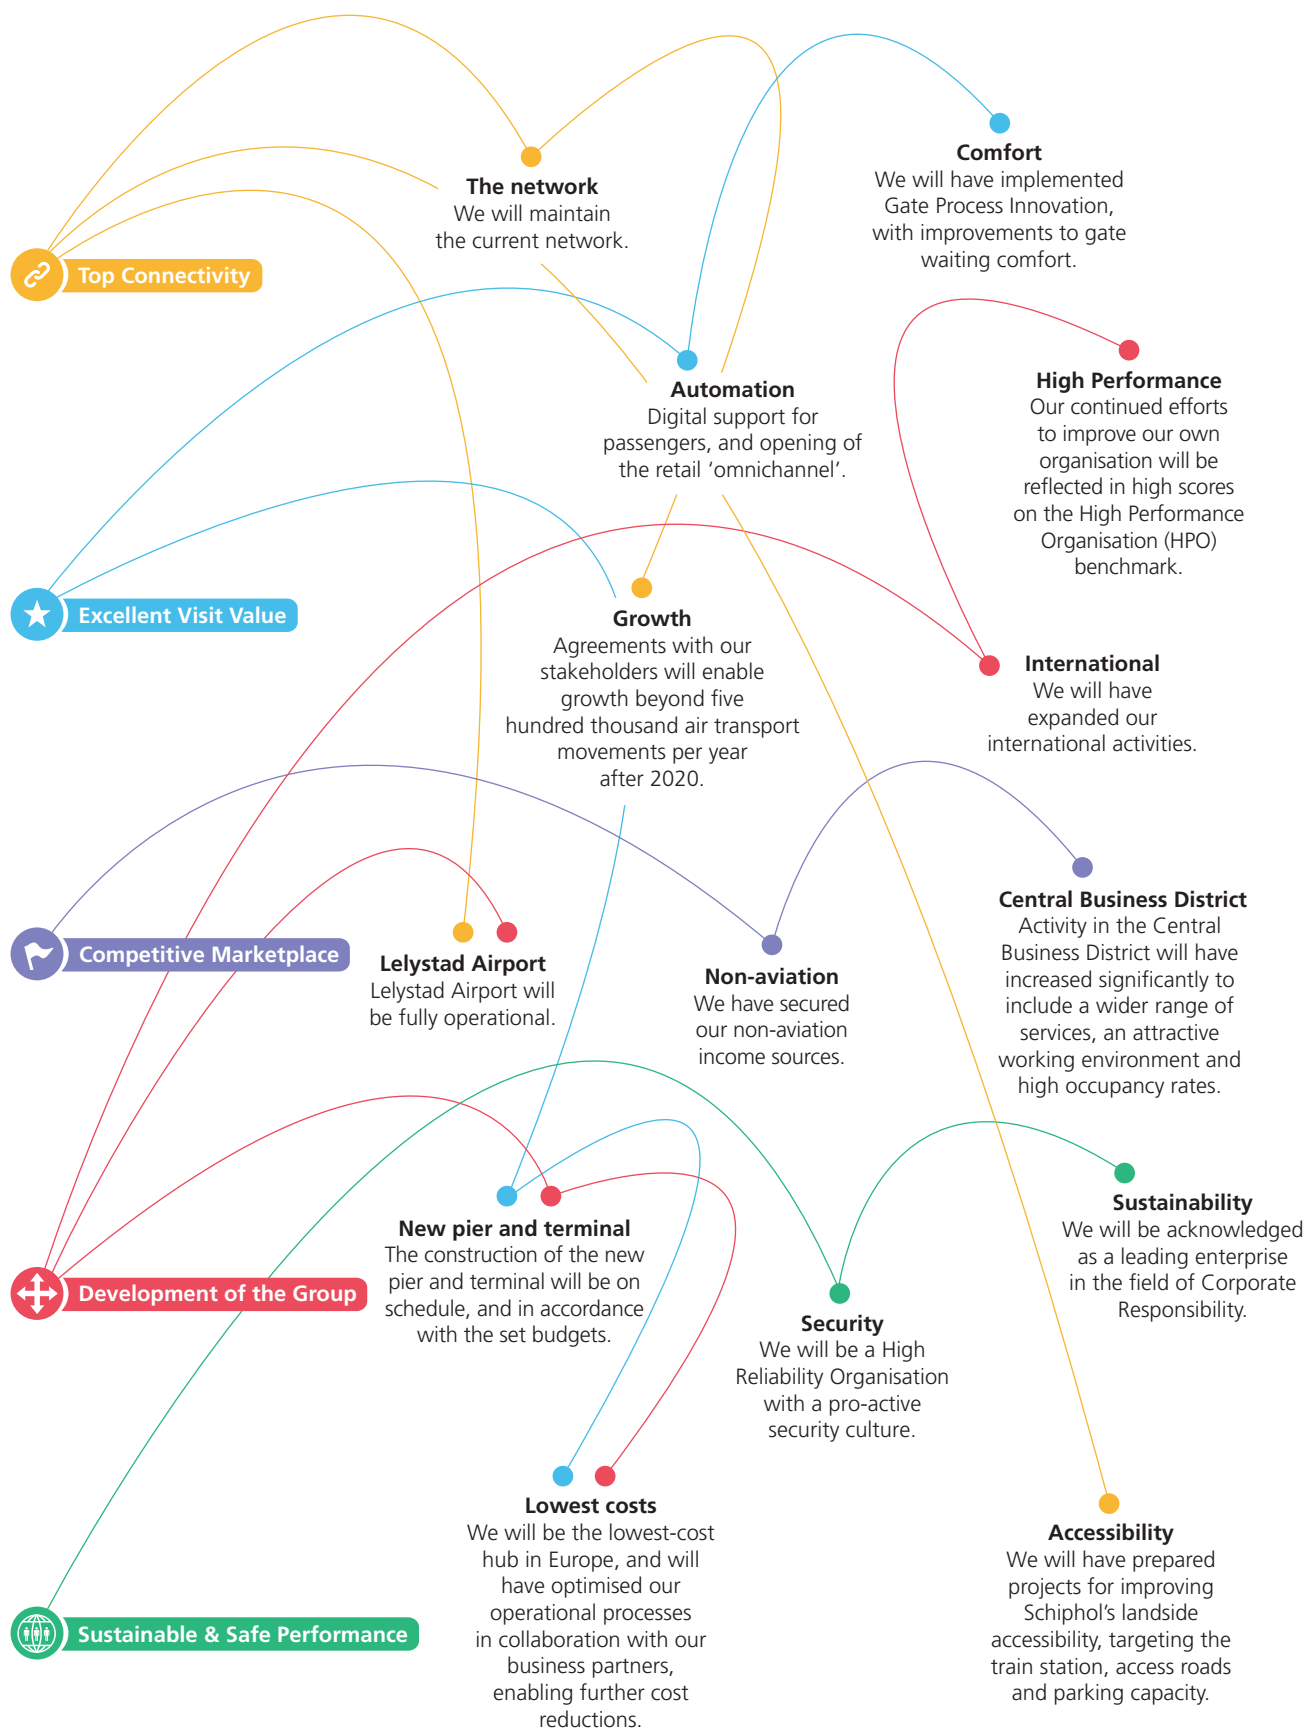 The network
We will maintain
the current network.
Comfort
We will have implemented
Gate Process Innovation,
with improvements to gate
waiting comfort.
Top Connectivity
Automation
Digital support for
passengers, and opening of
the retail ‘omnichannel’.
High Performance
Our continued efforts
to improve our own
organisation will be
reflected in high scores
on the High Performance
Organisation (HPO)
benchmark.
Excellent Visit Value
Growth
Agreements with our
stakeholders will enable
growth beyond five
hundred thousand air transport
movements per year
after 2020.
International
We will have
expanded our
international activities.
Competitive Marketplace
Lelystad Airport
Lelystad Airport will
be fully operational.
Non-aviation
We have secured
our non-aviation
income sources.
Central Business District
Activity in the Central
Business District will have
increased significantly to
include a wider range of
services, an attractive
working environment and
high occupancy rates.
Development of the Group
New pier and terminal
The construction of the new
pier and terminal will be on
schedule, and in accordance
with the set budgets.
Security
We will be a High
Reliability Organisation
with a pro-active
security culture.
Sustainability
We will be acknowledged
as a leading enterprise
in the field of Corporate
Responsibility.
Sustainable & Safe Performance
Lowest costs
We will be the lowest-cost
hub in Europe, and will
have optimised our
operational processes
in collaboration with our
business partners,
enabling further cost
reductions.
Accessibility
We will have prepared
projects for improving
Schiphol’s landside
accessibility, targeting the
train station, access roads
and parking capacity.